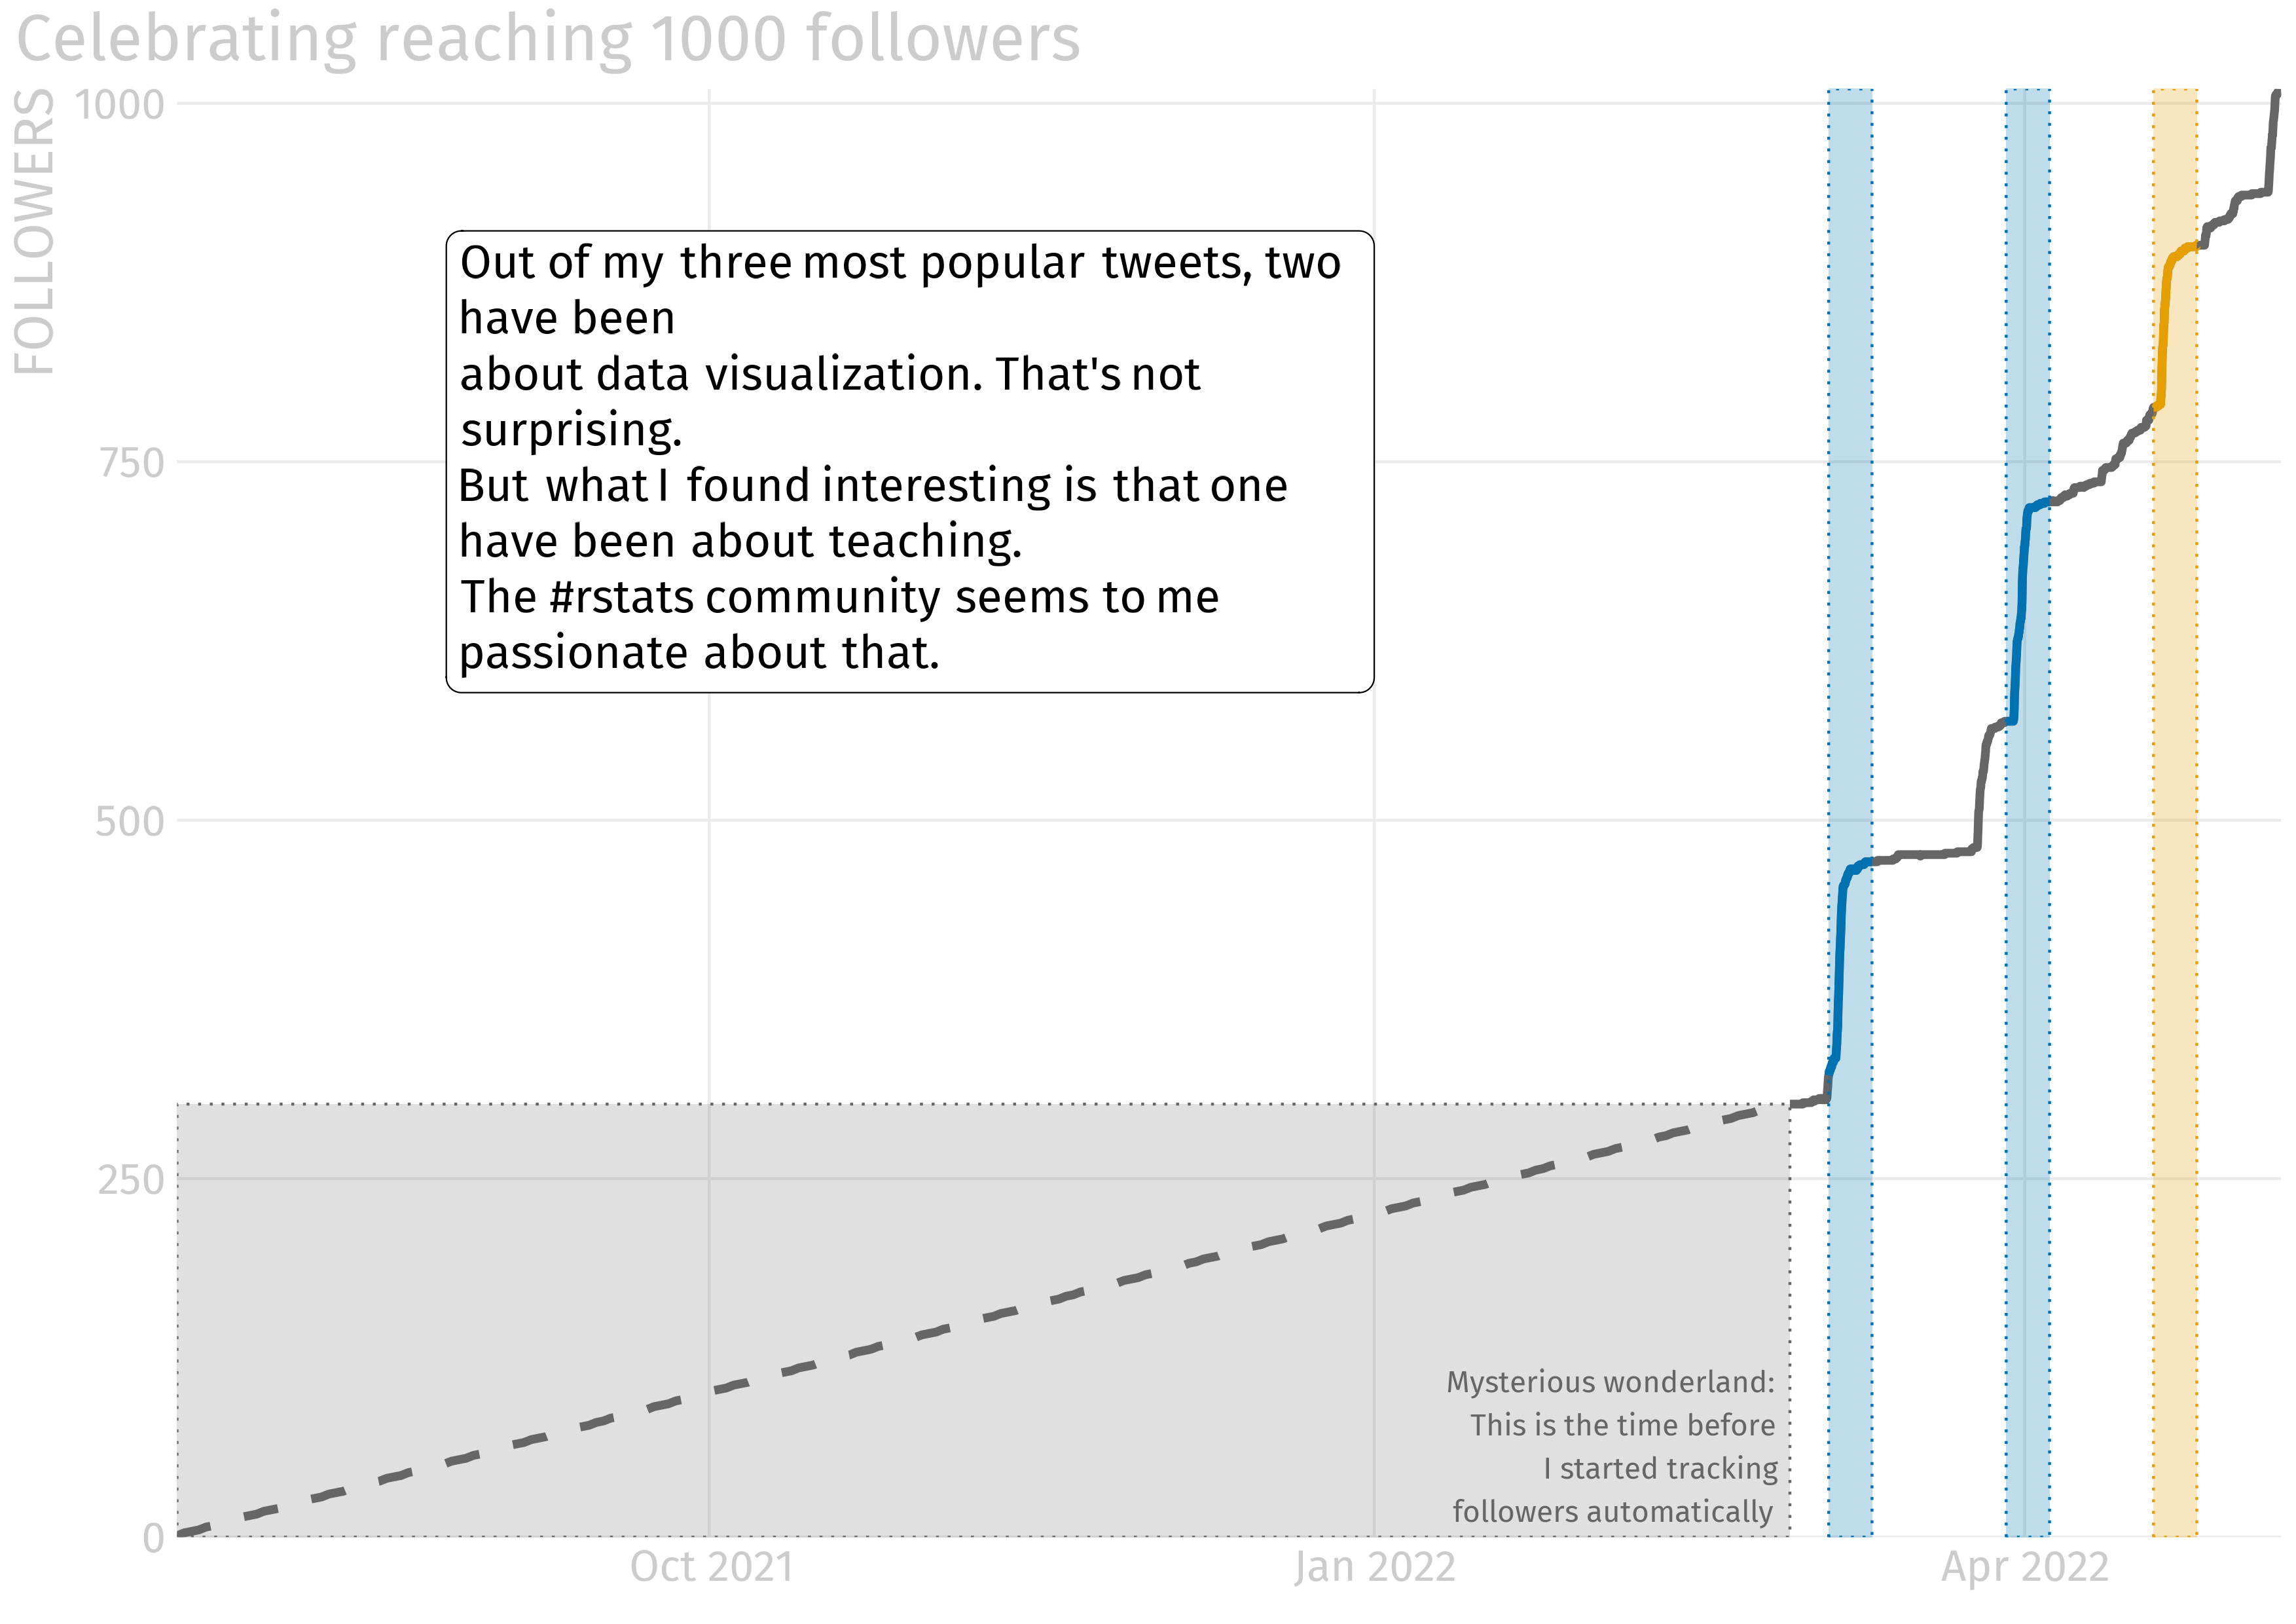 Celebrating reaching 1000 followers
FOLLOWERS
1000
750
500
250
0
Out of my three most popular tweets, two
have been
about data visualization. That's not
surprising.
But what I found interesting is that one
have been about teaching.
The #rstats community seems to me
passionate about that.
Mysterious wonderland:
This is the time before
I started tracking
followers automatically
Oct 2021
Jan 2022
Apr 2022